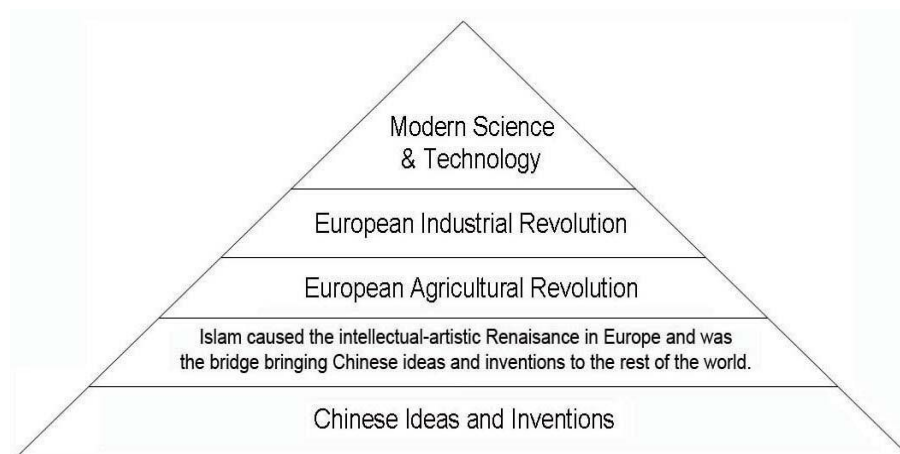 Modern Science
& Technology
European Industrial Revolution
European Agricultural Revolution
Islam caused the intellectual-artistic Renaisance in Europe and was
the bridge bringing Chinese ideas and inventions to the rest of the world.
Chinese Ideas and Inventions